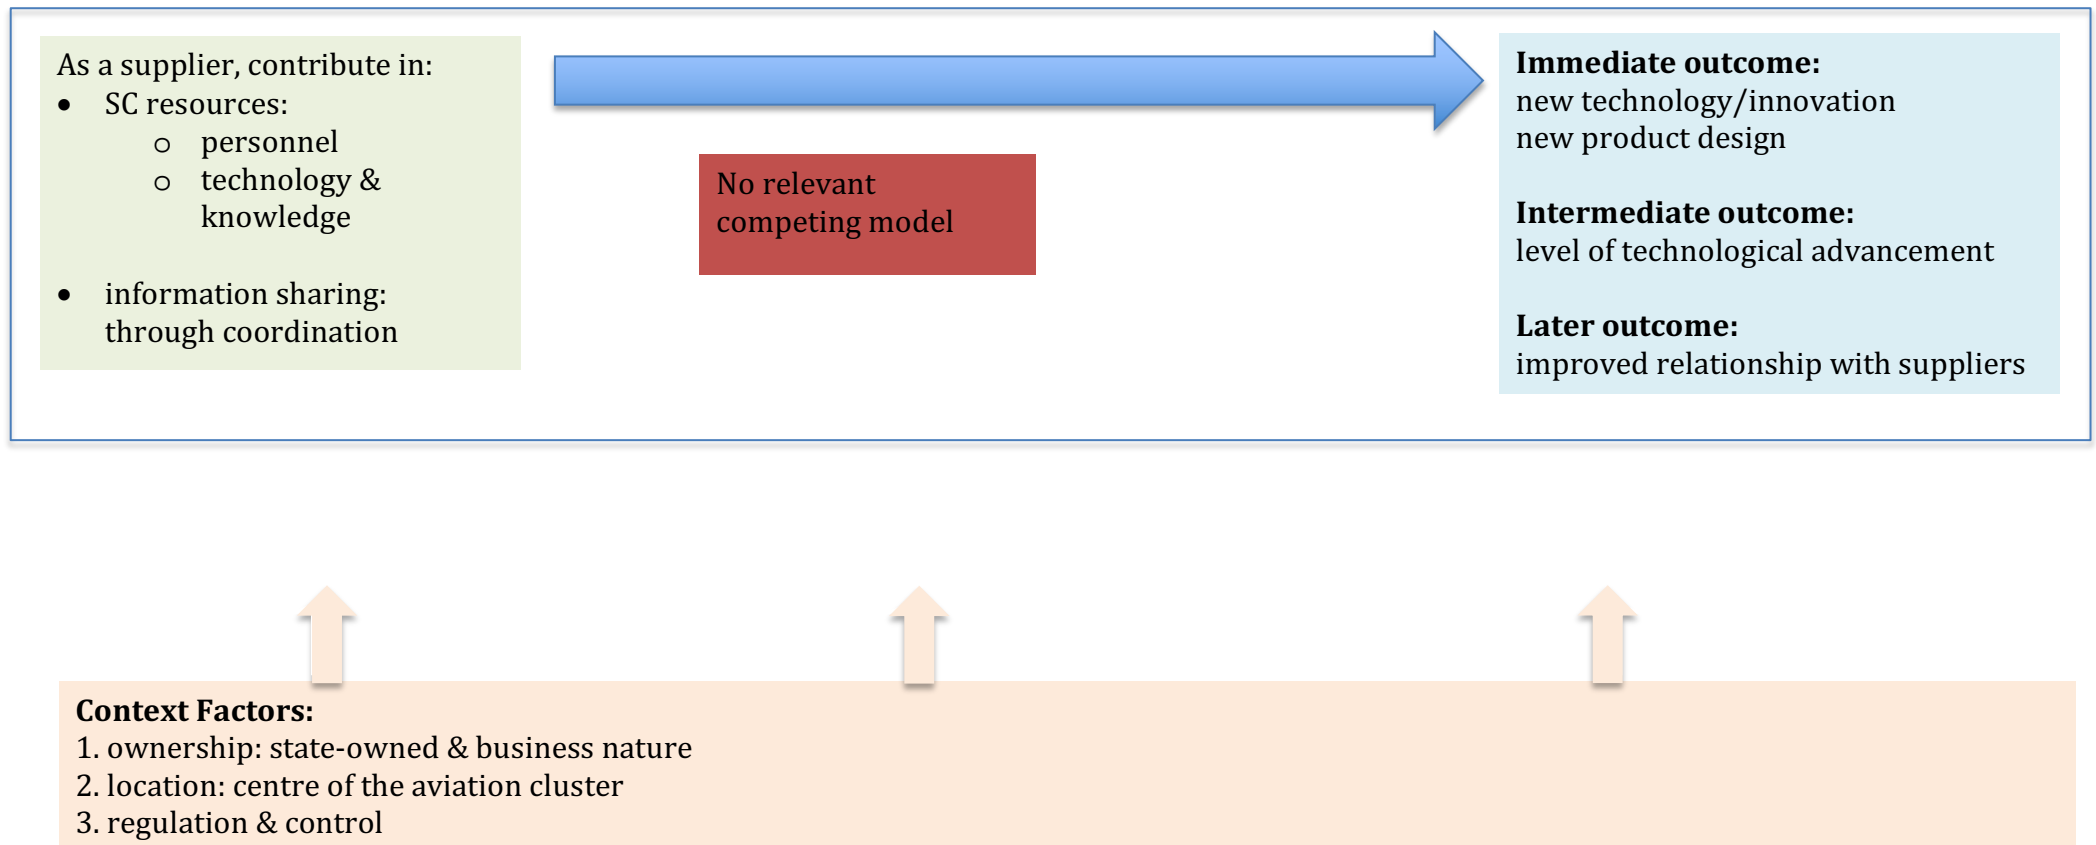 As a supplier, contribute in:
• SC resources:
o personnel
o technology &
knowledge
• information sharing:
through coordination
No relevant
competing model
Immediate outcome:
new technology/innovation
new product design
Intermediate outcome:
level of technological advancement
Later outcome:
improved relationship with suppliers
Context Factors:
1. ownership: state-owned & business nature
2. location: centre of the aviation cluster
3. regulation & control